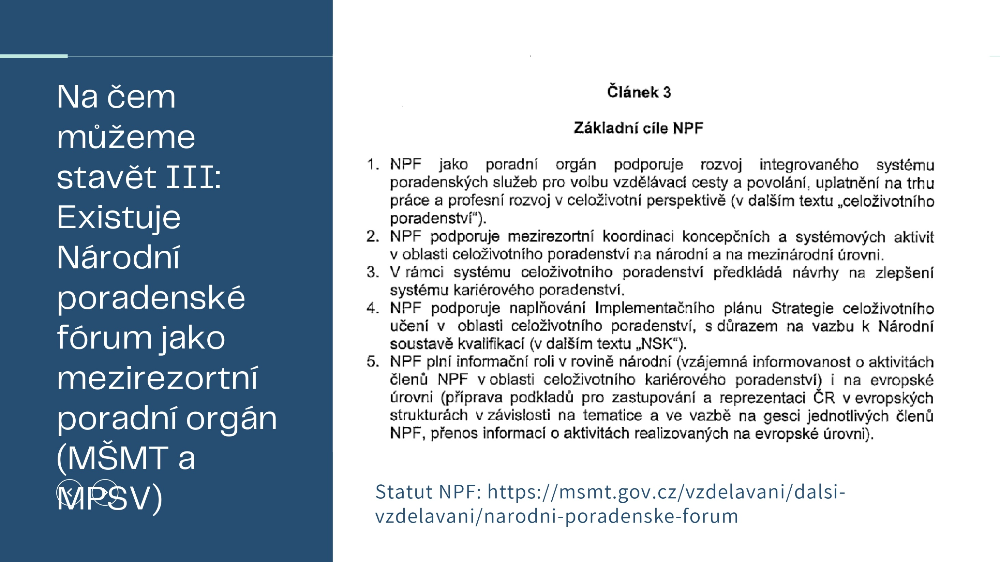 Na čem
můžeme
stavět III:
Existuje
Národní
poradenské
fórum jako
mezirezortní
poradní orgán
(MŠMT a
MPSV)
Článek 3
Základní cíle NPF
1. NPF jako poradní orgán podporuje rozvoj integrovaného systému
poradenských služeb pro volbu vzdělávací cesty a povolání, uplatnění na trhu
práce a profesní rozvoj v celoživotní perspektivě (v dalším textu „celoživotního
poradenství“).
2. NPF podporuje mezirezortní koordinaci koncepčních a systémových aktivit
v oblasti celoživotního poradenství na národní a na mezinárodní úrovni.
3. V rámci systému celoživotního poradenství předkládá návrhy na zlepšení
systému kariérového poradenství.
4. NPF podporuje naplňování Implementačního plánu Strategie celoživotního
učení v oblasti celoživotního poradenství, s důrazem na vazbu k Národní
soustavě kvalifikací (v dalším textu „NSK“).
5. NPF plní informační roli v rovině národní (vzájemná informovanost o aktivitách
členů NPF v oblasti celoživotního kariérového poradenství) i na evropské
úrovni (příprava podkladů pro zastupování a reprezentaci ČR v evropských
strukturách v závislosti na tematice a ve vazbě na gesci jednotlivých členů
NPF, přenos informací o aktivitách realizovaných na evropské úrovni).
Statut NPF: https://msmt.gov.cz/vzdelavani/dalsi-
vzdelavani/narodni-poradenske-forum